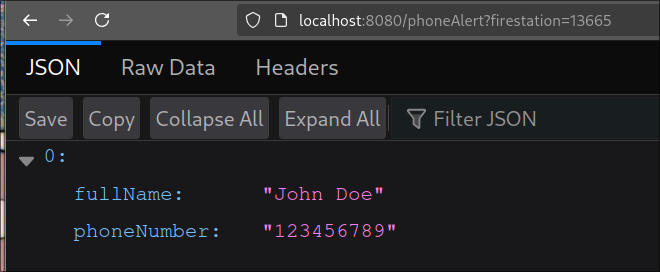 localhost:8080/phoneAlert?firestation=13665
JSON Raw Data Headers
Save Copy Collapse All Expand All Filter JSON
0:
fullName: "John Doe"
phoneNumber: "123456789"